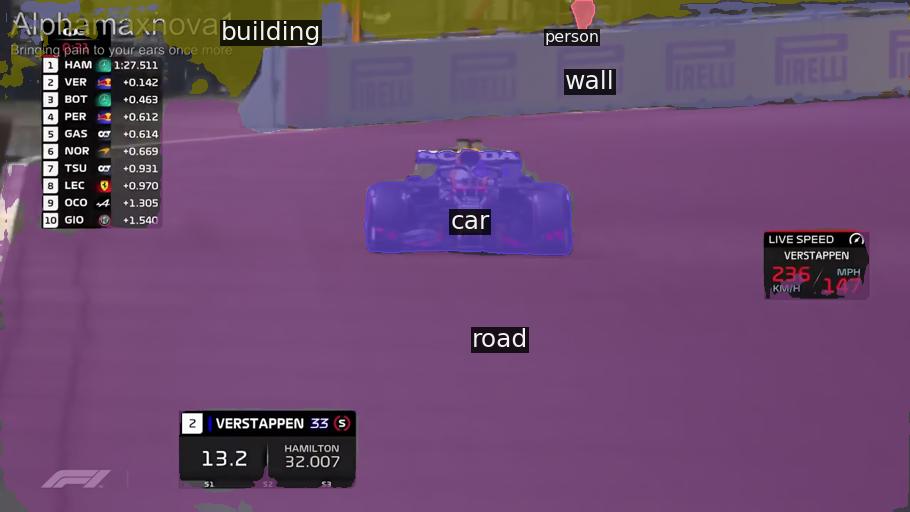 Alphamaxnova1
Bringing pain to your ears once more
building
person
wall
PIRELLI PIRELLI PIRELLI PIRELLI PIRELLI
1 HAM 1:27.511
2 VER +0.142
3 BOT +0.463
4 PER +0.612
5 GAS +0.614
6 NOR +0.669
7 TSU +0.931
8 LEC +0.970
9 OCO +1.305
10 GIO +1.540
HONDA
car
LIVE SPEED
VERSTAPPEN
236 KM/H / 147 MPH
road
2 VERSTAPPEN 33 S
13.2 HAMILTON 32.007
S1 S2 S3
F1